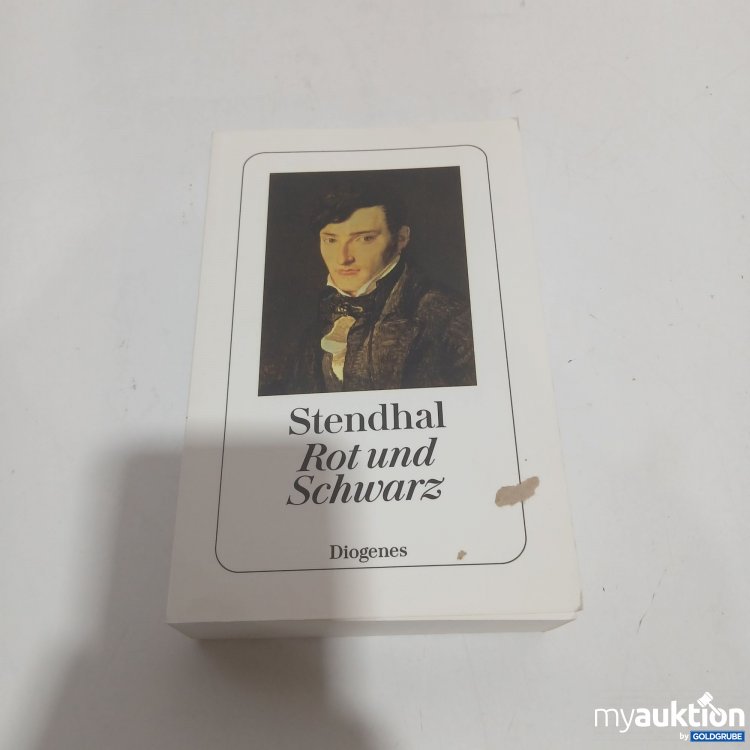 Stendhal
Rot und
Schwarz
Diogenes
myauktion
by GOLDGRUBE